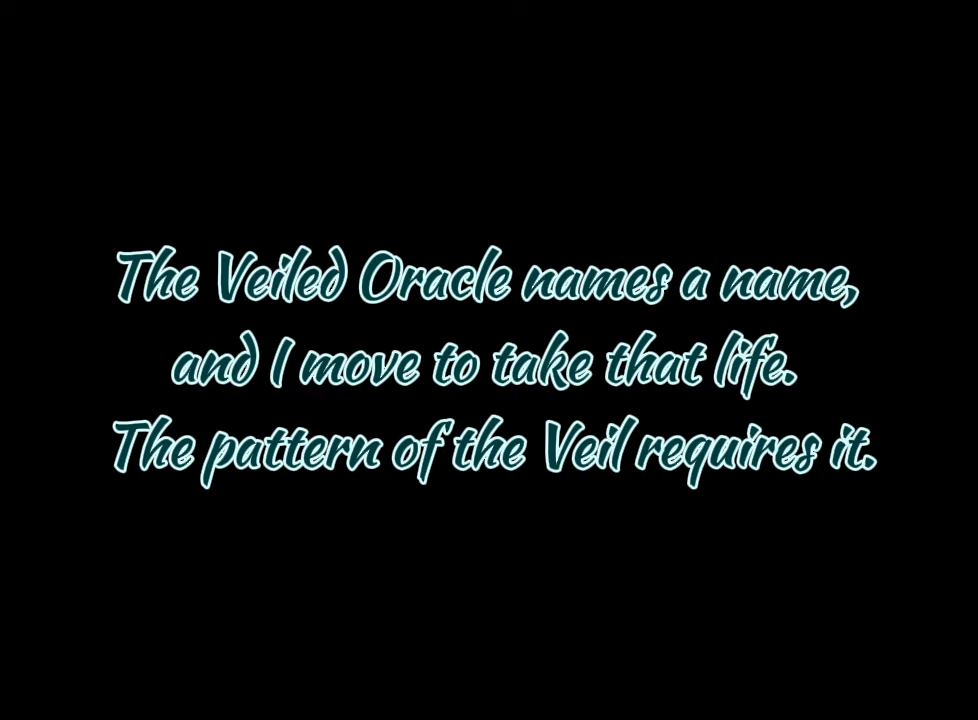 The Veiled Oracle names a name,
and I move to take that life.
The pattern of the Veil requires it.